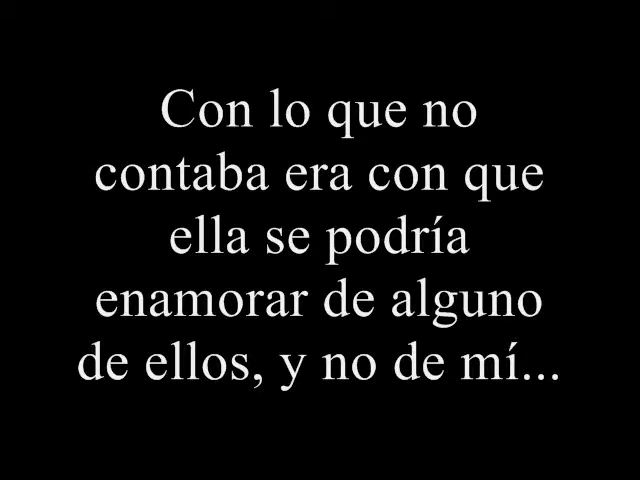 Con lo que no
contaba era con que
ella se podría
enamorar de alguno
de ellos, y no de mí...